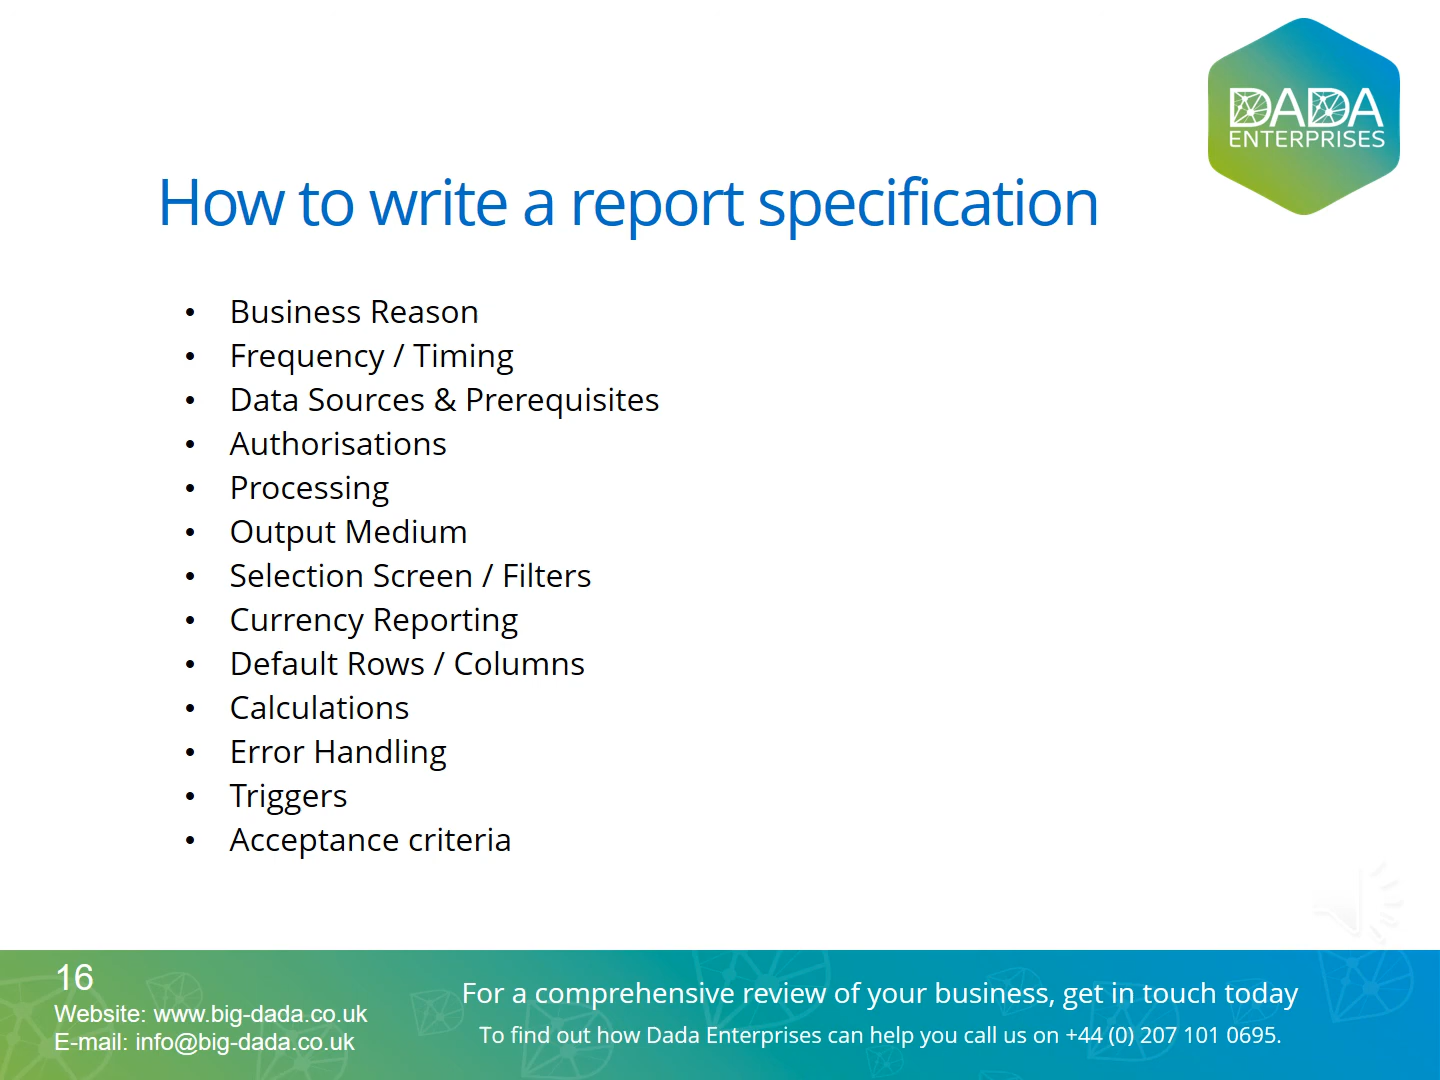 DADA
ENTERPRISES
How to write a report specification
• Business Reason
• Frequency / Timing
• Data Sources & Prerequisites
• Authorisations
• Processing
• Output Medium
• Selection Screen / Filters
• Currency Reporting
• Default Rows / Columns
• Calculations
• Error Handling
• Triggers
• Acceptance criteria
16
Website: www.big-dada.co.uk
E-mail: info@big-dada.co.uk
For a comprehensive review of your business, get in touch today
To find out how Dada Enterprises can help you call us on +44 (0) 207 101 0695.